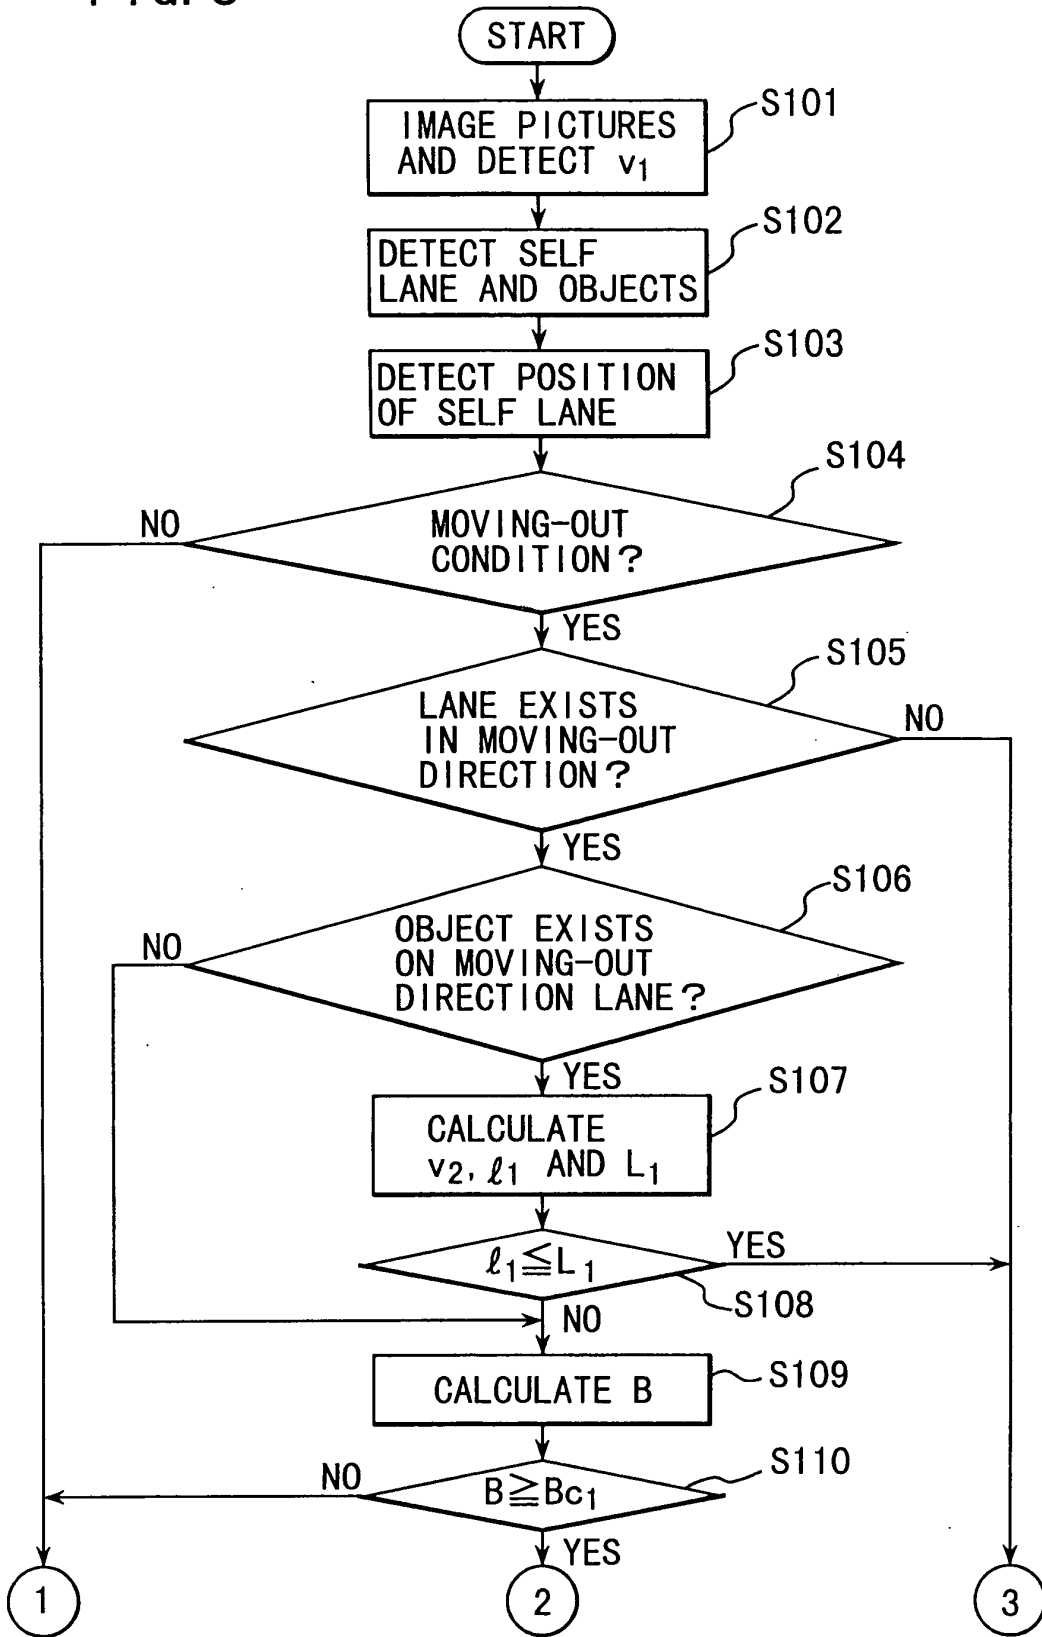 START
S101
IMAGE PICTURES
AND DETECT v1
S102
DETECT SELF
LANE AND OBJECTS
S103
DETECT POSITION
OF SELF LANE
S104
NO
MOVING-OUT
CONDITION?
YES
S105
LANE EXISTS
IN MOVING-OUT
DIRECTION?
NO
YES
S106
NO
OBJECT EXISTS
ON MOVING-OUT
DIRECTION LANE?
YES
S107
CALCULATE
v2, ℓ1 AND L1
ℓ1≦L1
YES
S108
NO
CALCULATE B
S109
NO
B≧Bc1
S110
YES
1
2
3